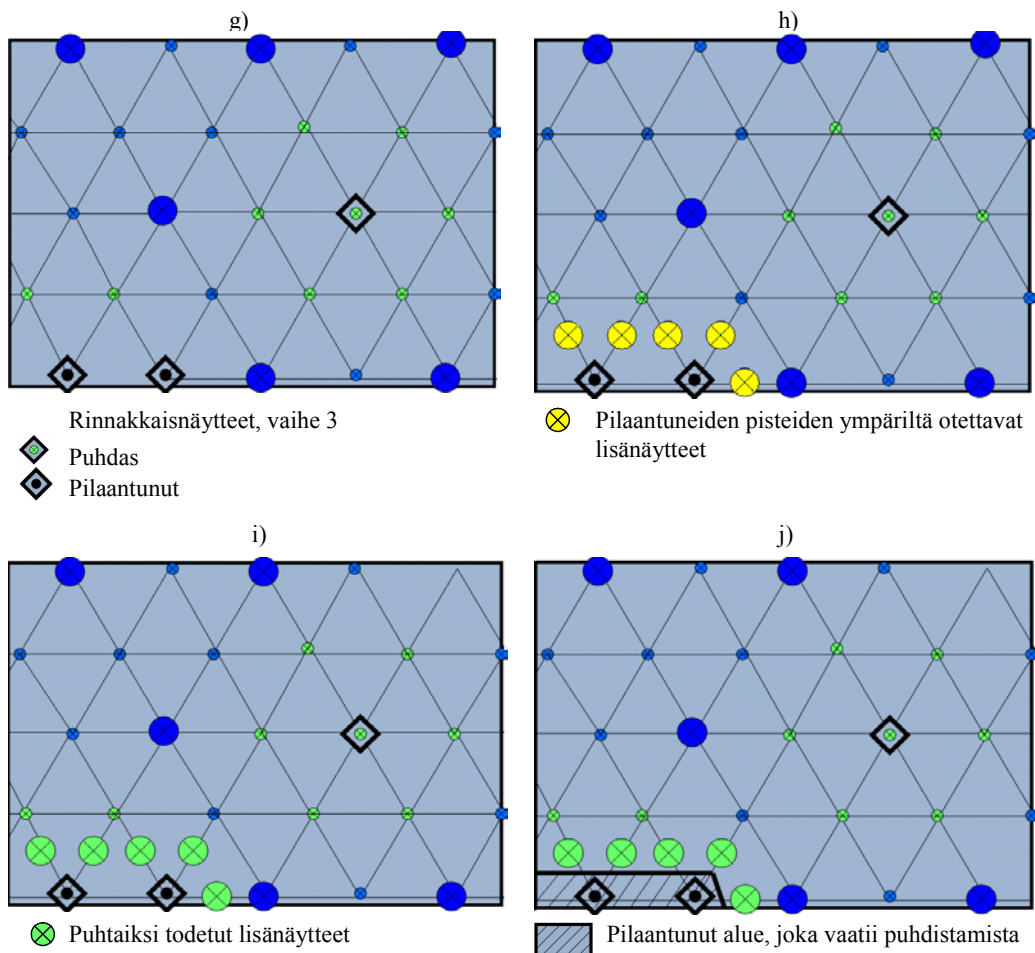 g)
h)
Rinnakkaisnäytteet, vaihe 3
Puhdas
Pilaantunut
Pilaantuneiden pisteiden ympäriltä otettavat
lisänäytteet
i)
j)
Puhtaiksi todetut lisänäytteet
Pilaantunut alue, joka vaatii puhdistamista